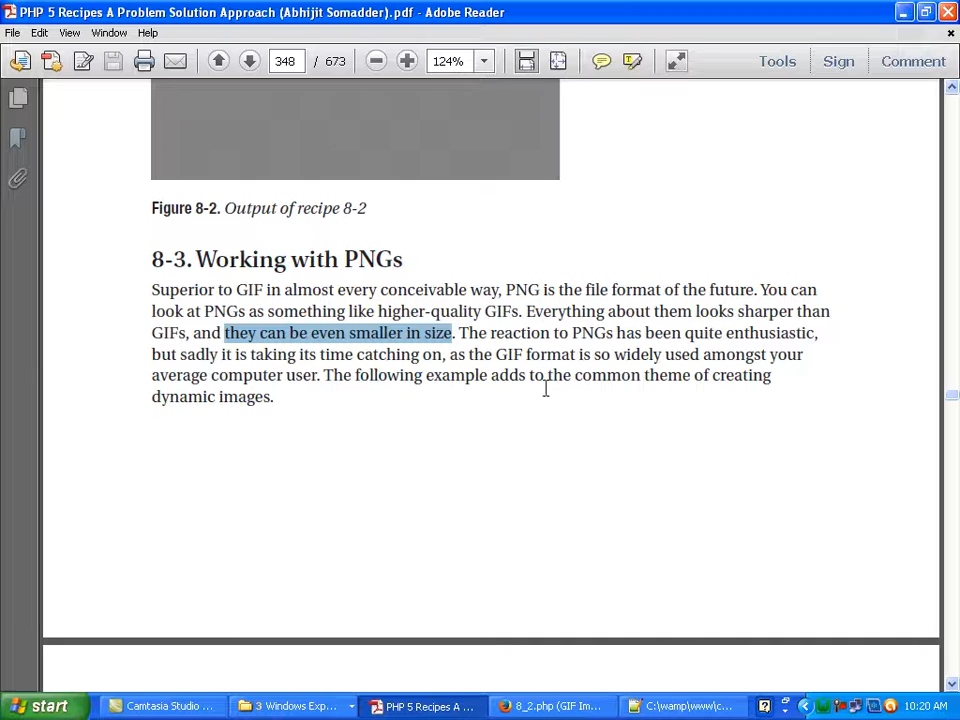 PHP 5 Recipes A Problem Solution Approach (Abhijit Somadder).pdf - Adobe Reader
File Edit View Window Help
348 / 673 124% Tools Sign Comment
Figure 8-2. Output of recipe 8-2
8-3. Working with PNGs
Superior to GIF in almost every conceivable way, PNG is the file format of the future. You can
look at PNGs as something like higher-quality GIFs. Everything about them looks sharper than
GIFs, and they can be even smaller in size. The reaction to PNGs has been quite enthusiastic,
but sadly it is taking its time catching on, as the GIF format is so widely used amongst your
average computer user. The following example adds to the common theme of creating
dynamic images.
start Camtasia Studio ... 3 Windows Exp... PHP 5 Recipes A ... 8_2.php (GIF Im... C:\wamp\www\c... 10:20 AM